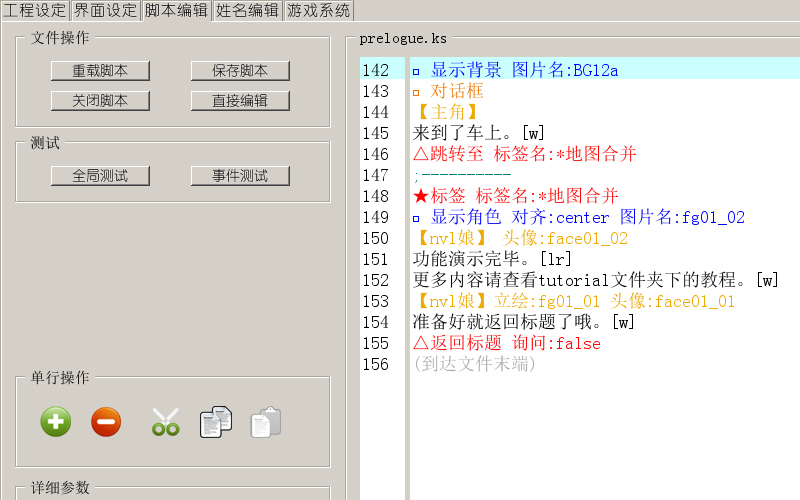 工程设定 界面设定 脚本编辑 姓名编辑 游戏系统
文件操作
重载脚本 保存脚本
关闭脚本 直接编辑
测试
全局测试 事件测试
单行操作
详细参数
prelogue.ks
142 显示背景 图片名:BG12a
143 对话框
144 【主角】
145 来到了车上。[w]
146 △跳转至 标签名:*地图合并
147 ;----------
148 ★标签 标签名:*地图合并
149 显示角色 对齐:center 图片名:fg01_02
150 【nvl娘】 头像:face01_02
151 功能演示完毕。[lr]
152 更多内容请查看tutorial文件夹下的教程。[w]
153 【nvl娘】立绘:fg01_01 头像:face01_01
154 准备好就返回标题了哦。[w]
155 △返回标题 询问:false
156 (到达文件末端)